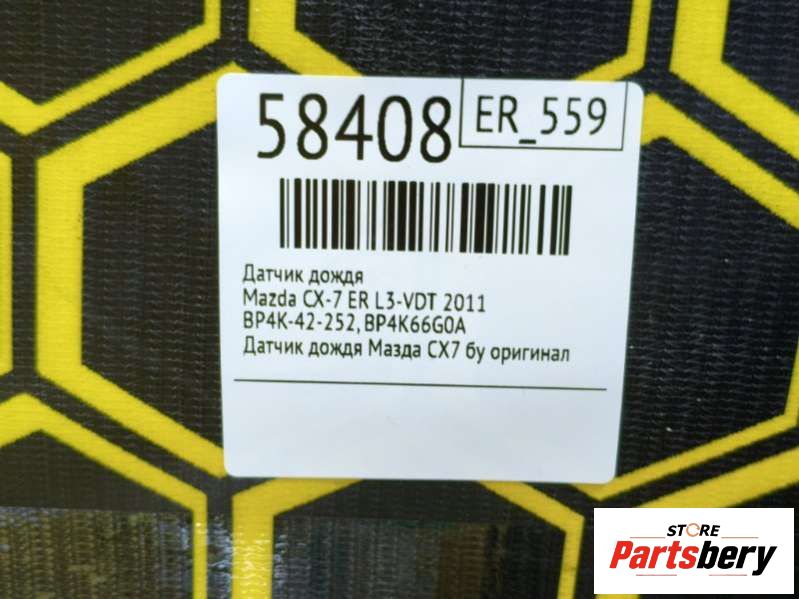 58408
ER_559
Датчик дождя
Mazda CX-7 ER L3-VDT 2011
BP4K-42-252, BP4K66G0A
Датчик дождя Мазда СХ7 бу оригинал
STORE
Partsbery